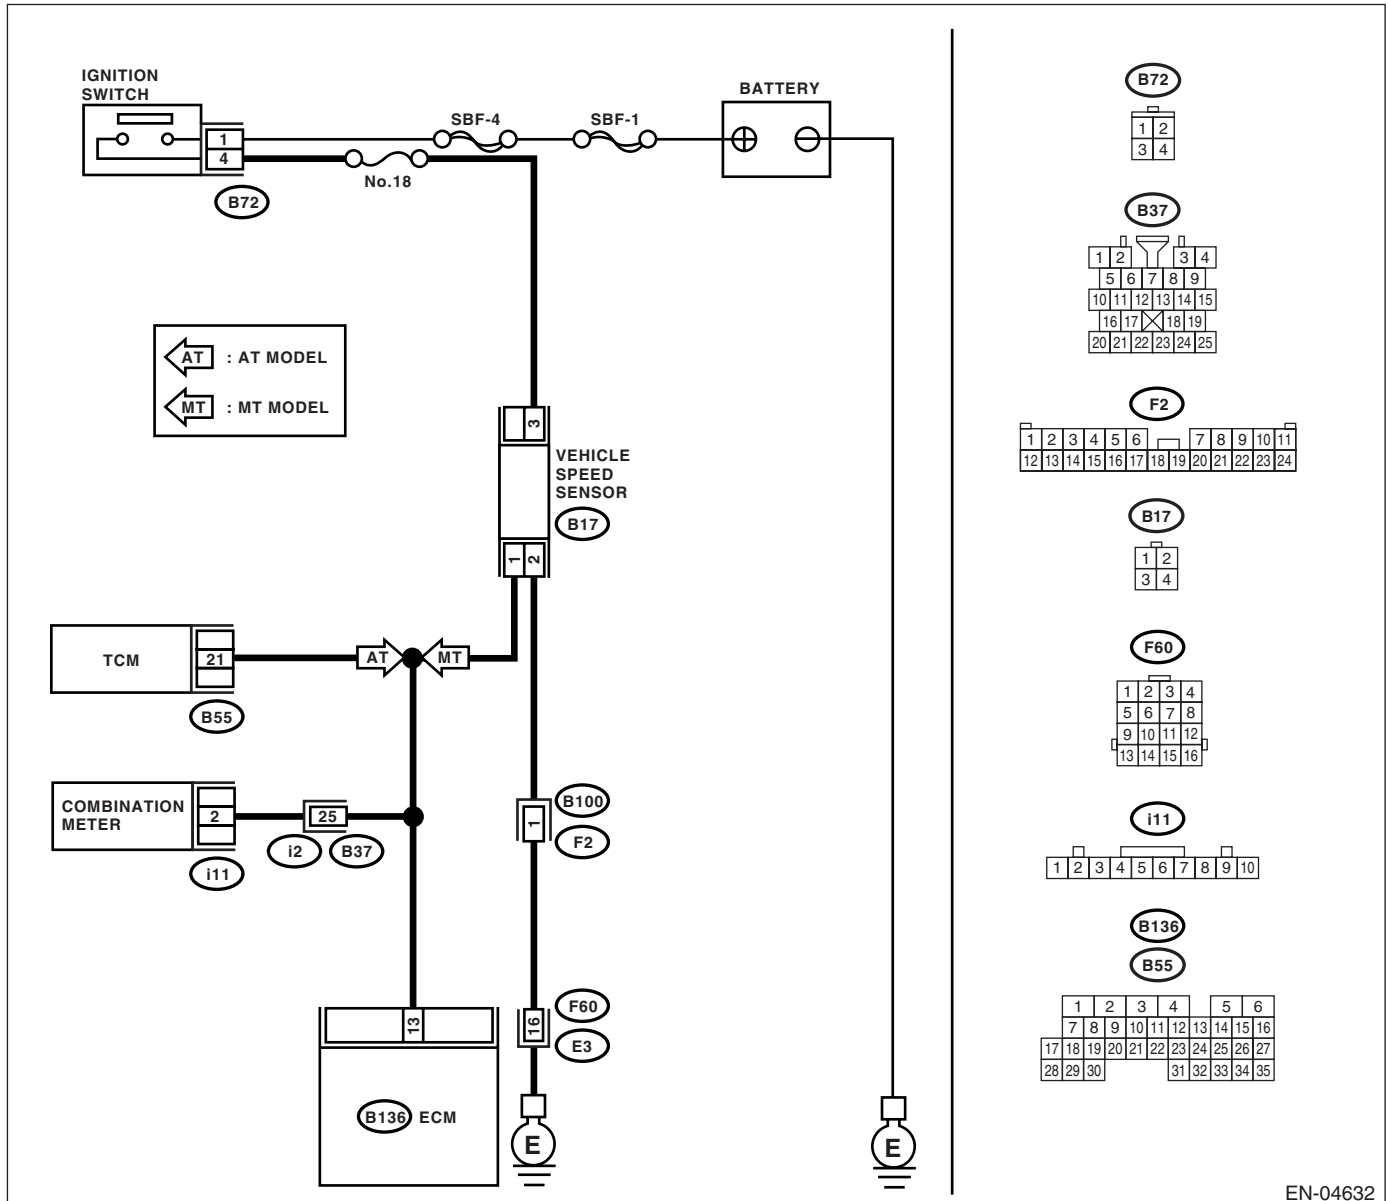 IGNITION
SWITCH
1
4
B72
No.18
SBF-4
SBF-1
BATTERY
AT : AT MODEL
MT : MT MODEL
3
VEHICLE
SPEED
SENSOR
B17
1 2
TCM
21
B55
AT
MT
COMBINATION
METER
2
i11
25
i2
B37
1
B100
F2
13
B136 ECM
16
F60
E3
E
E
B72
1 2
3 4
B37
1 2 3 4
5 6 7 8 9
10 11 12 13 14 15
16 17 18 19
20 21 22 23 24 25
F2
1 2 3 4 5 6 7 8 9 10 11
12 13 14 15 16 17 18 19 20 21 22 23 24
B17
1 2
3 4
F60
1 2 3 4
5 6 7 8
9 10 11 12
13 14 15 16
i11
1 2 3 4 5 6 7 8 9 10
B136
B55
1 2 3 4 5 6
7 8 9 10 11 12 13 14 15 16
17 18 19 20 21 22 23 24 25 26 27
28 29 30 31 32 33 34 35
EN-04632